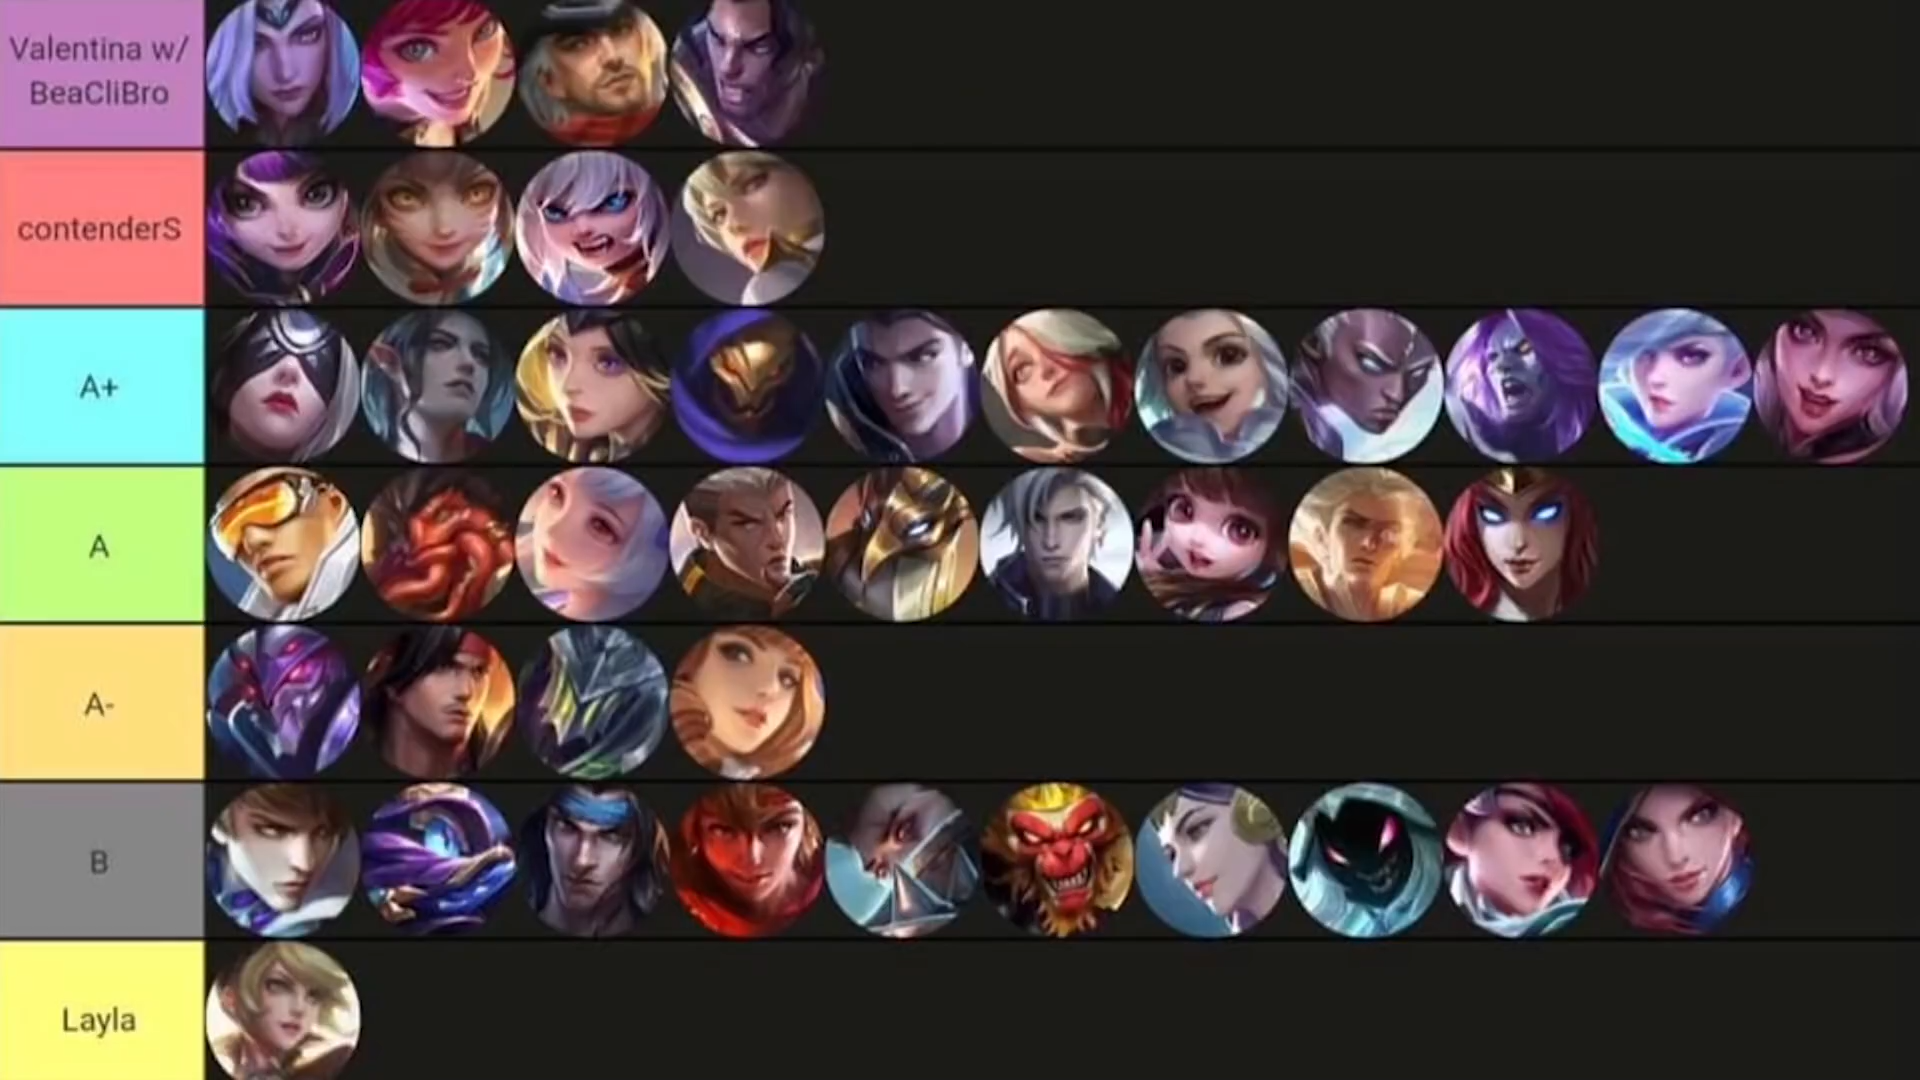 Valentina w/
BeaCliBro
contenderS
A+
A
A-
B
Layla